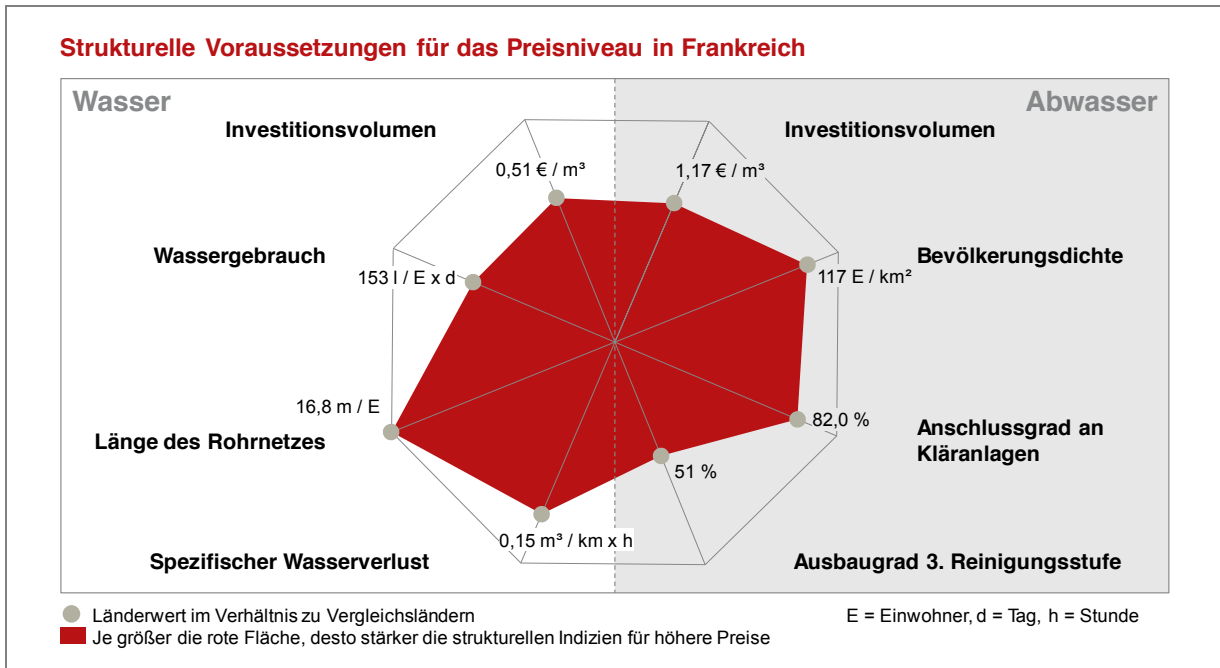 Strukturelle Voraussetzungen für das Preisniveau in Frankreich
Wasser
Abwasser
Investitionsvolumen
Investitionsvolumen
0,51 € / m³
1,17 € / m³
Wassergebrauch
153 l / E x d
Bevölkerungsdichte
117 E / km²
16,8 m / E
Länge des Rohrnetzes
82,0 %
Anschlussgrad an
Kläranlagen
51 %
0,15 m³ / km x h
Spezifischer Wasserverlust
Ausbaugrad 3. Reinigungsstufe
Länderwert im Verhältnis zu Vergleichsländern
E = Einwohner, d = Tag, h = Stunde
Je größer die rote Fläche, desto stärker die strukturellen Indizien für höhere Preise